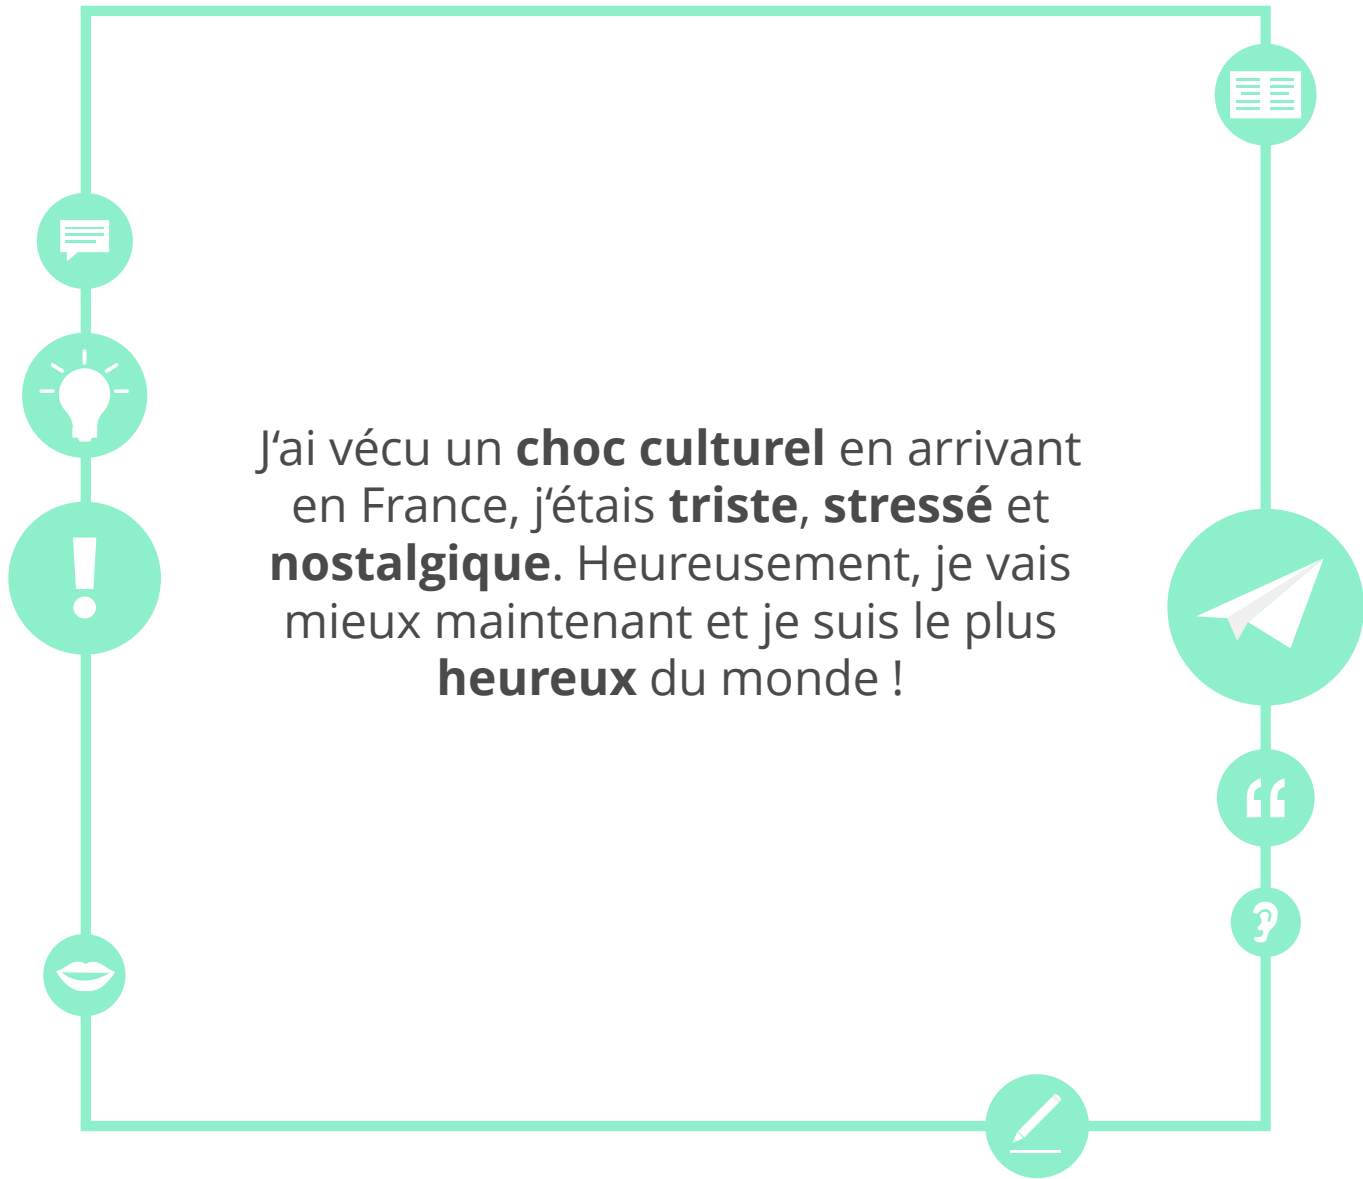 J‘ai vécu un choc culturel en arrivant
en France, j‘étais triste, stressé et
nostalgique. Heureusement, je vais
mieux maintenant et je suis le plus
heureux du monde !